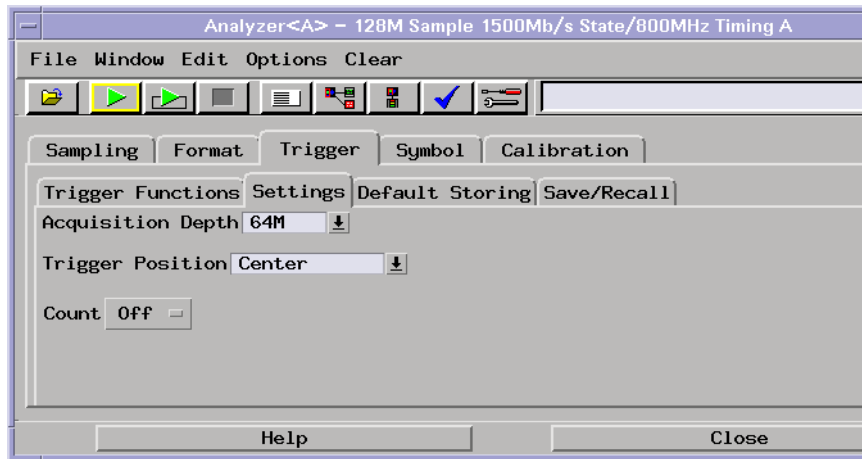 Analyzer<A> - 128M Sample 1500Mb/s State/800MHz Timing A
File Window Edit Options Clear
Sampling Format Trigger Symbol Calibration
Trigger Functions Settings Default Storing Save/Recall
Acquisition Depth 64M
Trigger Position Center
Count Off
Help Close